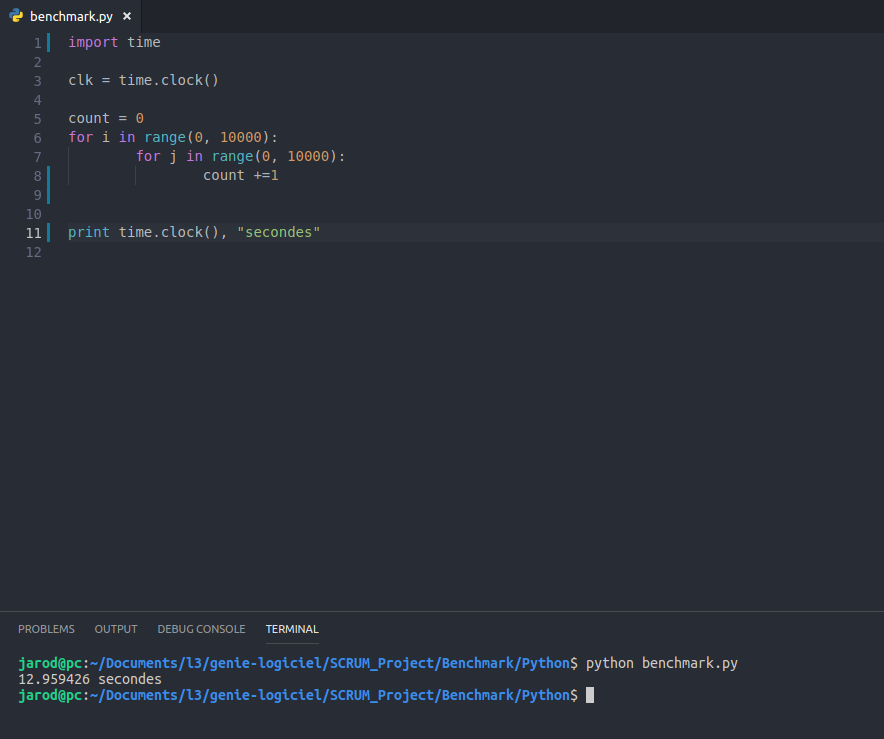 benchmark.py ×
1 import time
2
3 clk = time.clock()
4
5 count = 0
6 for i in range(0, 10000):
7 for j in range(0, 10000):
8 count +=1
9
10
11 print time.clock(), "secondes"
12
PROBLEMS OUTPUT DEBUG CONSOLE TERMINAL
jarod@pc:~/Documents/l3/genie-logiciel/SCRUM_Project/Benchmark/Python$ python benchmark.py
12.959426 secondes
jarod@pc:~/Documents/l3/genie-logiciel/SCRUM_Project/Benchmark/Python$